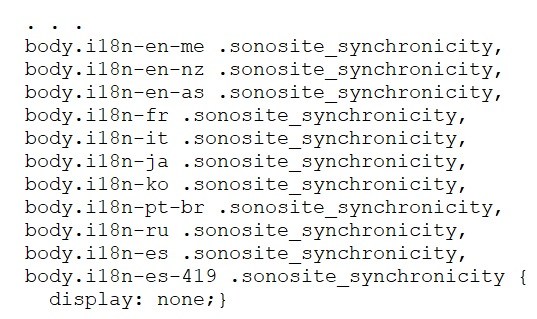 . . .
body.i18n-en-me .sonosite_synchronicity,
body.i18n-en-nz .sonosite_synchronicity,
body.i18n-en-as .sonosite_synchronicity,
body.i18n-fr .sonosite_synchronicity,
body.i18n-it .sonosite_synchronicity,
body.i18n-ja .sonosite_synchronicity,
body.i18n-ko .sonosite_synchronicity,
body.i18n-pt-br .sonosite_synchronicity,
body.i18n-ru .sonosite_synchronicity,
body.i18n-es .sonosite_synchronicity,
body.i18n-es-419 .sonosite_synchronicity {
  display: none;}